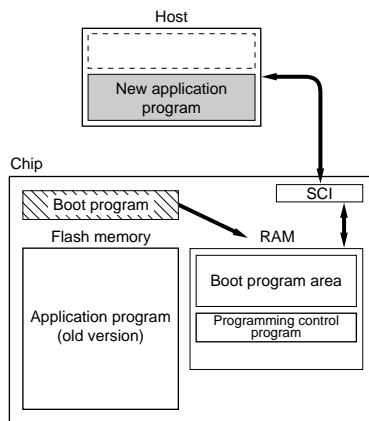 Host
New application
program
Chip
SCI
Boot program
Flash memory
RAM
Application program
(old version)
Boot program area
Programming control
program